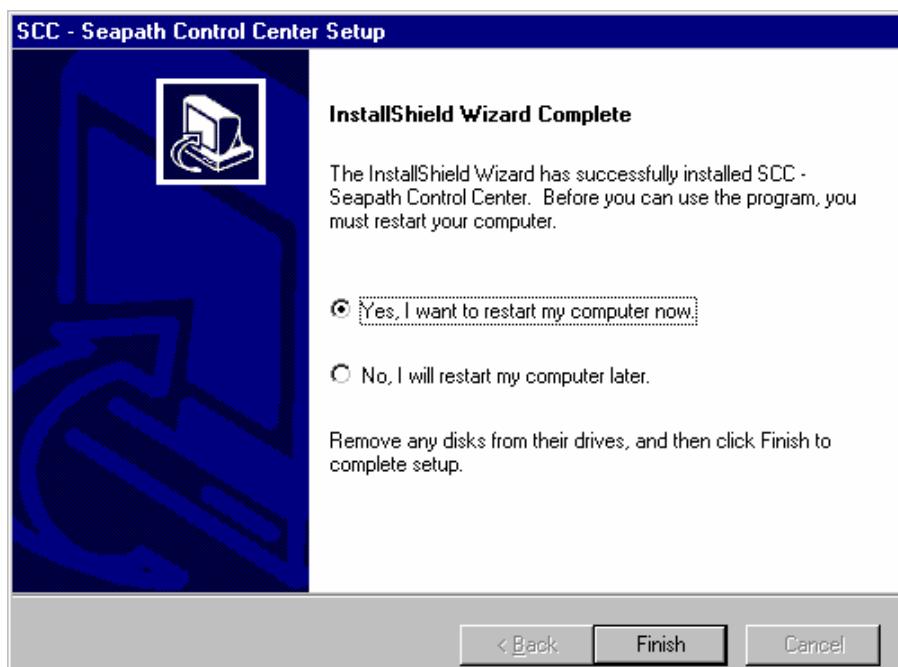 SCC - Seapath Control Center Setup
InstallShield Wizard Complete
The InstallShield Wizard has successfully installed SCC -
Seapath Control Center.  Before you can use the program, you
must restart your computer.
Yes, I want to restart my computer now.
No, I will restart my computer later.
Remove any disks from their drives, and then click Finish to
complete setup.
< Back Finish Cancel